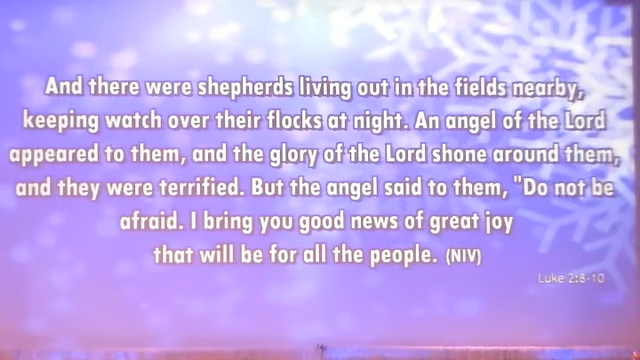 And there were shepherds living out in the fields nearby,
keeping watch over their flocks at night. An angel of the Lord
appeared to them, and the glory of the Lord shone around them,
and they were terrified. But the angel said to them, "Do not be
afraid. I bring you good news of great joy
that will be for all the people. (NIV)
Luke 2:8-10